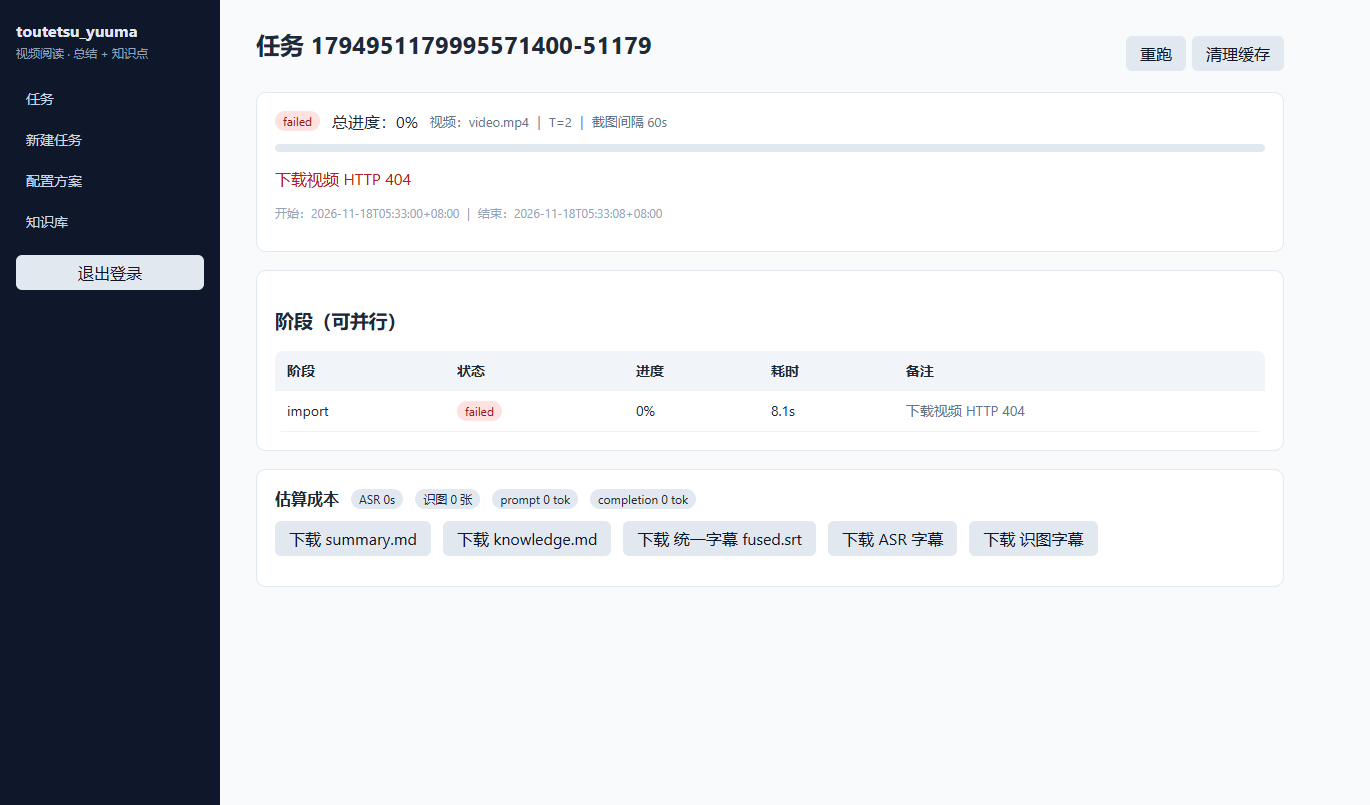 toutetsu_yuuma
视频阅读 · 总结 + 知识点
任务
新建任务
配置方案
知识库
退出登录
任务 1794951179995571400-51179
重跑 清理缓存
failed 总进度：0% 视频：video.mp4 | T=2 | 截图间隔 60s
下载视频 HTTP 404
开始：2026-11-18T05:33:00+08:00 | 结束：2026-11-18T05:33:08+08:00
阶段（可并行）
阶段 状态 进度 耗时 备注
import failed 0% 8.1s 下载视频 HTTP 404
估算成本 ASR 0s 识图 0 张 prompt 0 tok completion 0 tok
下载 summary.md 下载 knowledge.md 下载 统一字幕 fused.srt 下载 ASR 字幕 下载 识图字幕